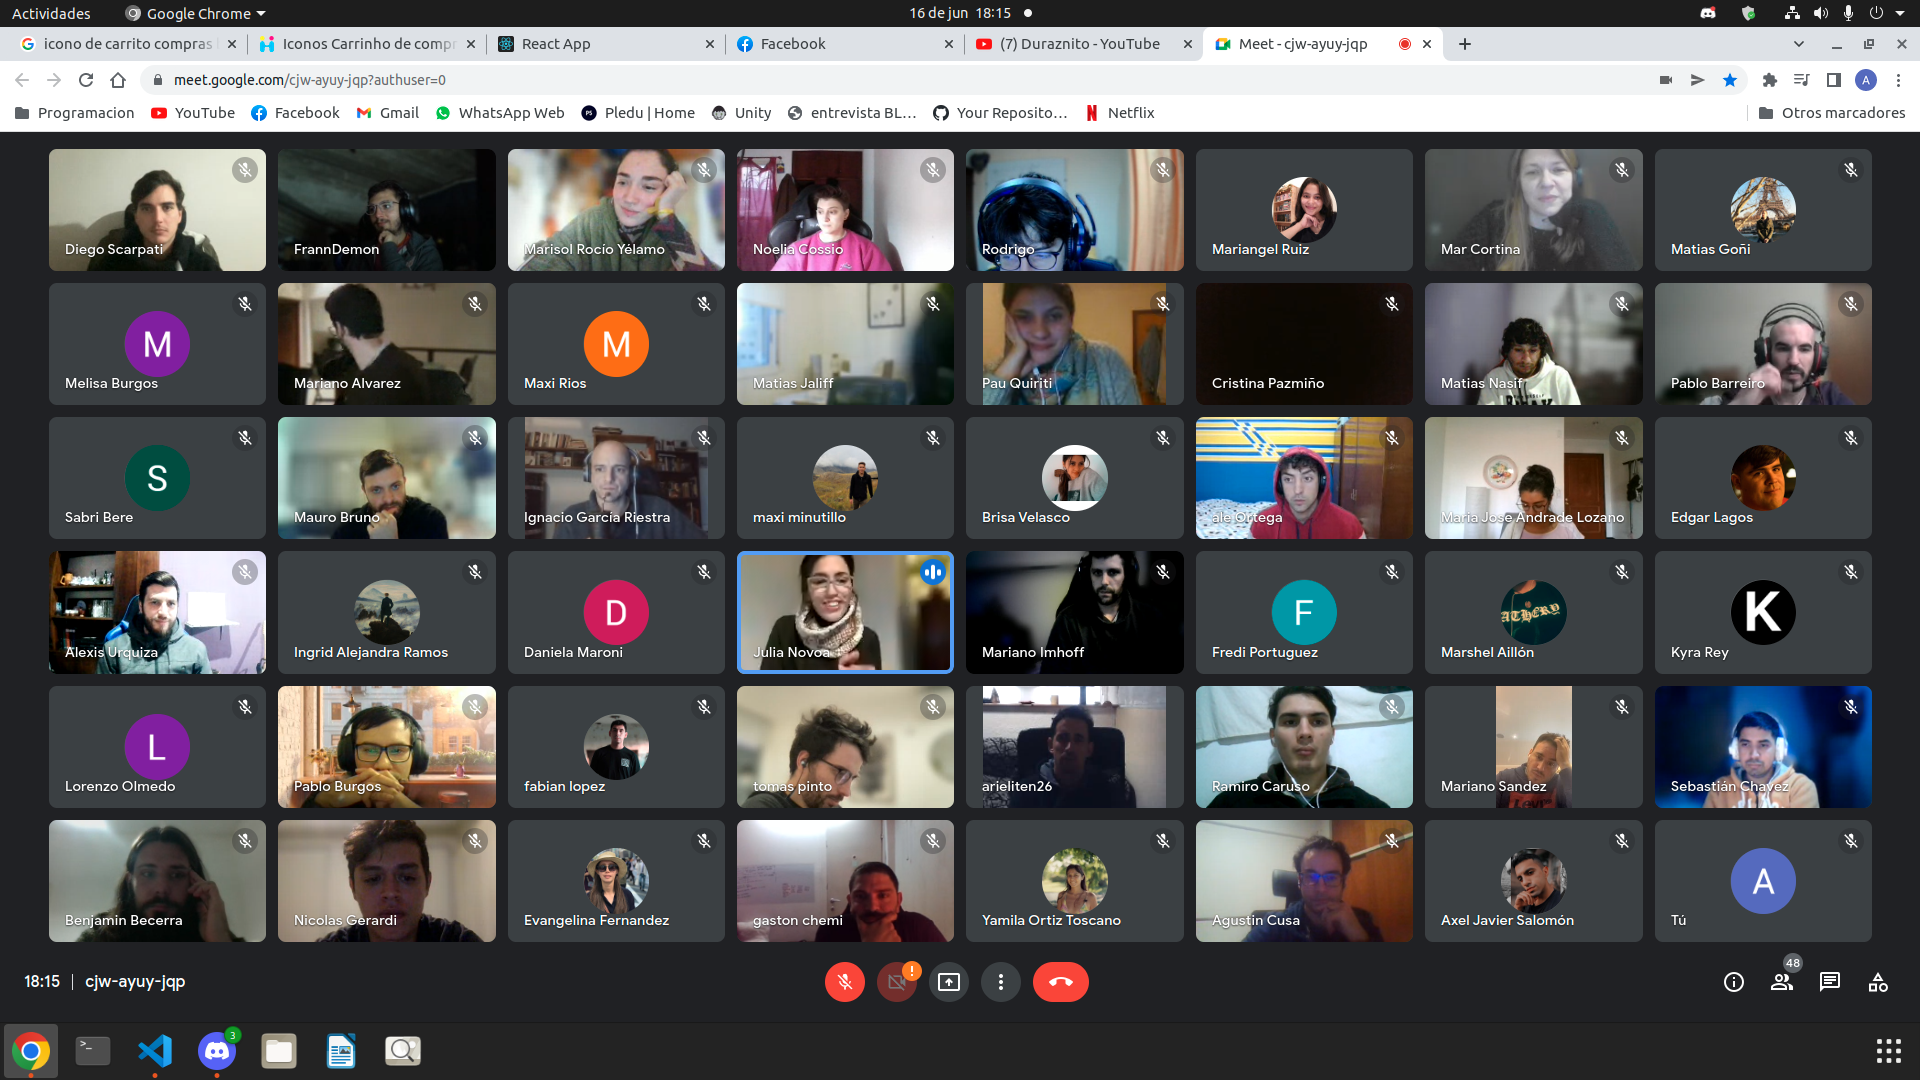 Actividades
Google Chrome
16 de jun 18:15
icono de carrito compras
Iconos Carrinho de compr
React App
Facebook
(7) Duraznito - YouTube
Meet - cjw-ayuy-jqp
meet.google.com/cjw-ayuy-jqp?authuser=0
A
Programacion
YouTube
Facebook
Gmail
WhatsApp Web
Pledu | Home
Unity
entrevista BL...
Your Reposito...
Netflix
Otros marcadores
Diego Scarpati
FrannDemon
Marisol Rocío Yélamo
Noelia Cossio
Rodrigo
Mariangel Ruiz
Mar Cortina
Matias Goñi
M
Melisa Burgos
Mariano Alvarez
M
Maxi Rios
Matias Jaliff
Pau Quiriti
Cristina Pazmiño
Matias Nasif
Pablo Barreiro
S
Sabri Bere
Mauro Bruno
Ignacio García Riestra
maxi minutillo
Brisa Velasco
ale Ortega
Maria Jose Andrade Lozano
Edgar Lagos
Alexis Urquiza
Ingrid Alejandra Ramos
D
Daniela Maroni
Julia Novoa
Mariano Imhoff
F
Fredi Portuguez
Marshel Aillón
K
Kyra Rey
L
Lorenzo Olmedo
Pablo Burgos
fabian lopez
tomas pinto
arieliten26
Ramiro Caruso
Mariano Sandez
Sebastián Chavez
Benjamin Becerra
Nicolas Gerardi
Evangelina Fernandez
gaston chemi
Yamila Ortiz Toscano
Agustin Cusa
Axel Javier Salomón
A
Tú
18:15 | cjw-ayuy-jqp
!
48
3